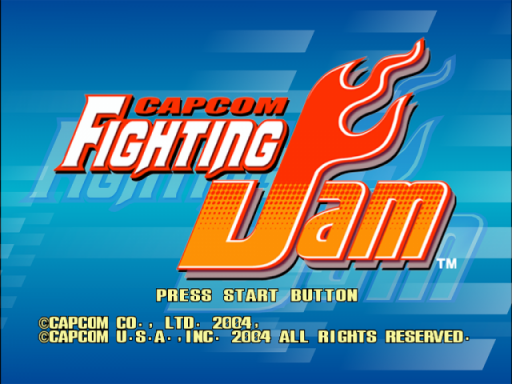 CAPCOM
FIGHTING
Jam
TM
PRESS START BUTTON
©CAPCOM CO., LTD. 2004,
©CAPCOM U.S.A.,INC. 2004 ALL RIGHTS RESERVED.